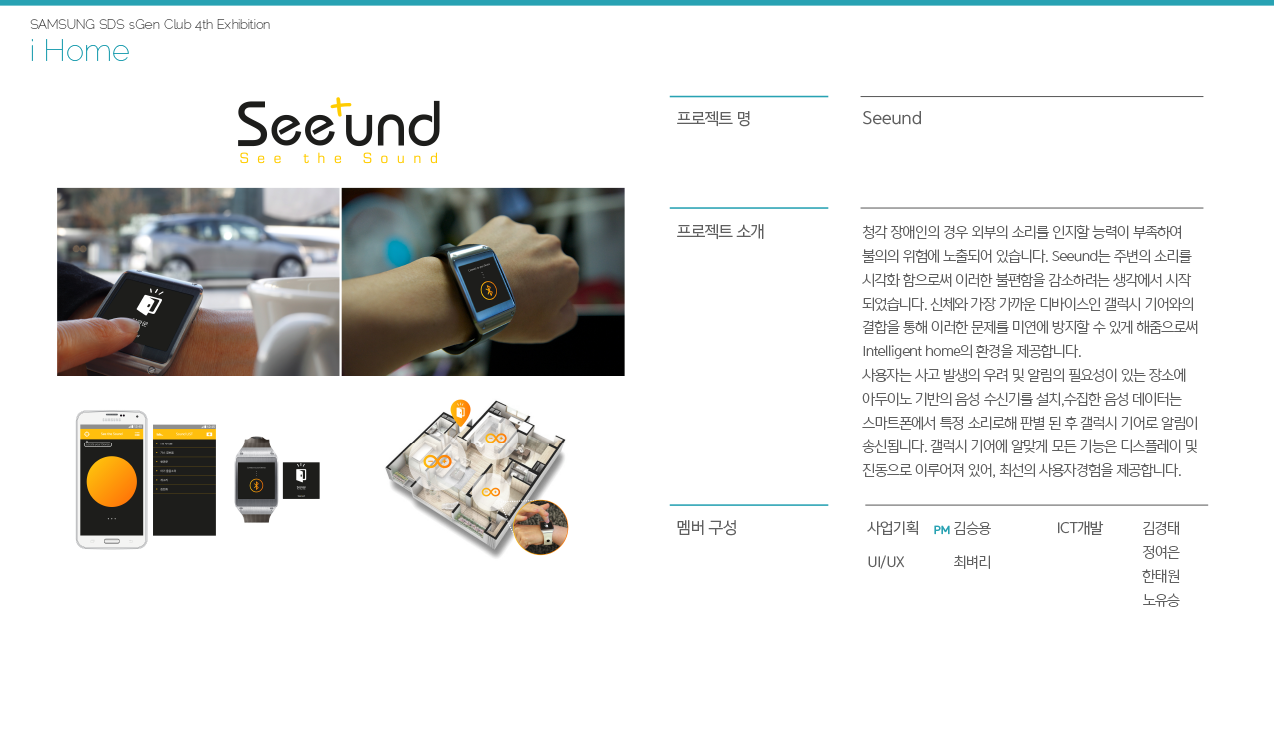 SAMSUNG SDS sGen Club 4th Exhibition
i Home
Seeund
See the Sound
프로젝트 명
Seeund
프로젝트 소개
청각 장애인의 경우 외부의 소리를 인지할 능력이 부족하여
불의의 위험에 노출되어 있습니다. Seeund는 주변의 소리를
시각화 함으로써 이러한 불편함을 감소하려는 생각에서 시작
되었습니다. 신체와 가장 가까운 디바이스인 갤럭시 기어와의
결합을 통해 이러한 문제를 미연에 방지할 수 있게 해줌으로써
Intelligent home의 환경을 제공합니다.
사용자는 사고 발생의 우려 및 알림의 필요성이 있는 장소에
아두이노 기반의 음성 수신기를 설치,수집한 음성 데이터는
스마트폰에서 특정 소리로해 판별 된 후 갤럭시 기어로 알림이
송신됩니다. 갤럭시 기어에 알맞게 모든 기능은 디스플레이 및
진동으로 이루어져 있어, 최선의 사용자경험을 제공합니다.
멤버 구성
사업기획 PM 김승용
UI/UX 최벼리
ICT개발 김경태
정여은
한태원
노유승